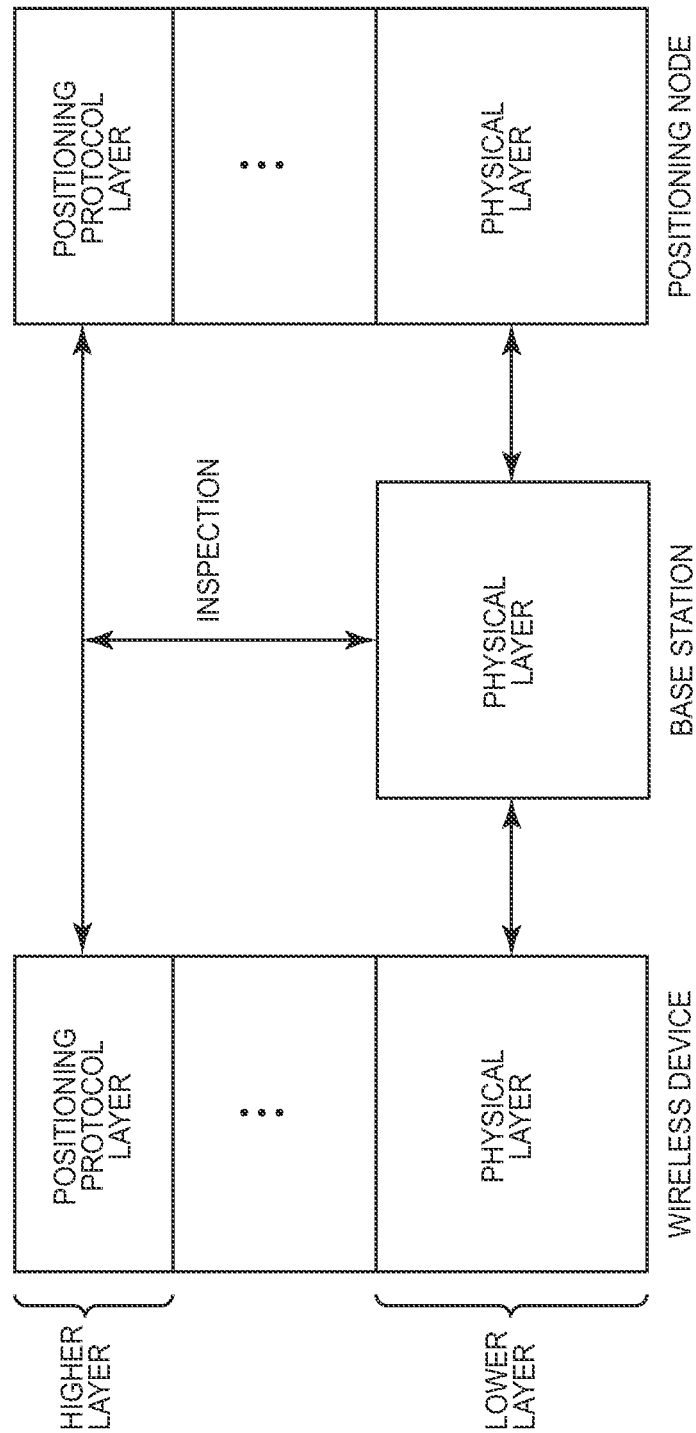 HIGHER
LAYER
POSITIONING
PROTOCOL
LAYER
POSITIONING
PROTOCOL
LAYER
INSPECTION
...
...
LOWER
LAYER
PHYSICAL
LAYER
PHYSICAL
LAYER
PHYSICAL
LAYER
WIRELESS DEVICE
BASE STATION
POSITIONING NODE